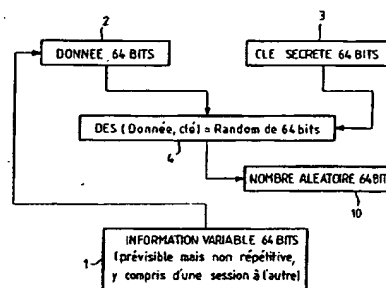 2
3
DONNEE 64 BITS
CLE SECRETE 64 BITS
DES (Donnée, clé) = Random de 64 bits
4
NOMBRE ALEATOIRE 64BIT
10
INFORMATION VARIABLE 64 BITS
1
(prévisible mais non répétitive,
y compris d'une session à l'autre)